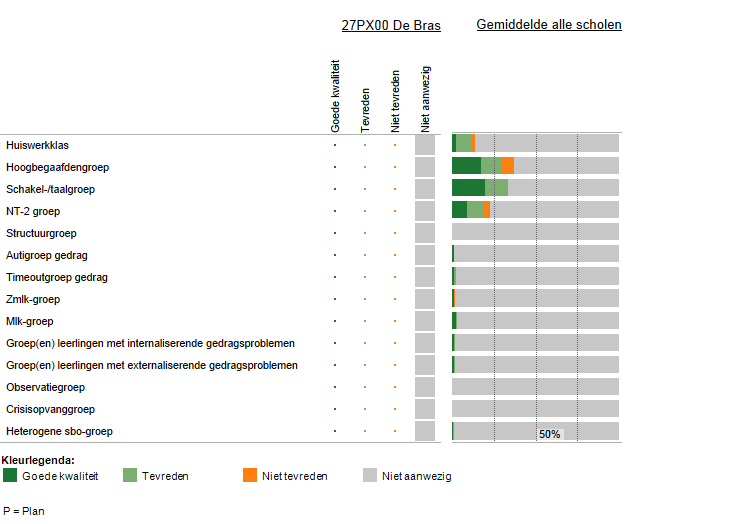 27PX00 De Bras
Gemiddelde alle scholen
Goede kwaliteit
Tevreden
Niet tevreden
Niet aanwezig
Huiswerkklas
Hoogbegaafdengroep
Schakel-/taalgroep
NT-2 groep
Structuurgroep
Autigroep gedrag
Timeoutgroep gedrag
Zmlk-groep
Mlk-groep
Groep(en) leerlingen met internaliserende gedragsproblemen
Groep(en) leerlingen met externaliserende gedragsproblemen
Observatiegroep
Crisisopvanggroep
Heterogene sbo-groep
50%
Kleurlegenda:
Goede kwaliteit
Tevreden
Niet tevreden
Niet aanwezig
P = Plan